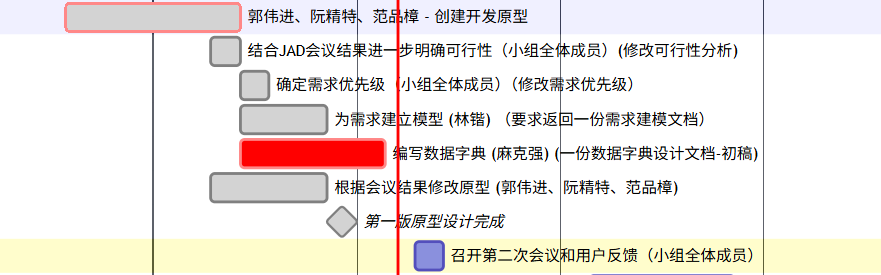 郭伟进、阮精特、范品樟 - 创建开发原型
结合JAD会议结果进一步明确可行性（小组全体成员）(修改可行性分析)
确定需求优先级（小组全体成员）（修改需求优先级）
为需求建立模型 (林锴) （要求返回一份需求建模文档）
编写数据字典 (麻克强) (一份数据字典设计文档-初稿)
根据会议结果修改原型 (郭伟进、阮精特、范品樟)
第一版原型设计完成
召开第二次会议和用户反馈（小组全体成员）